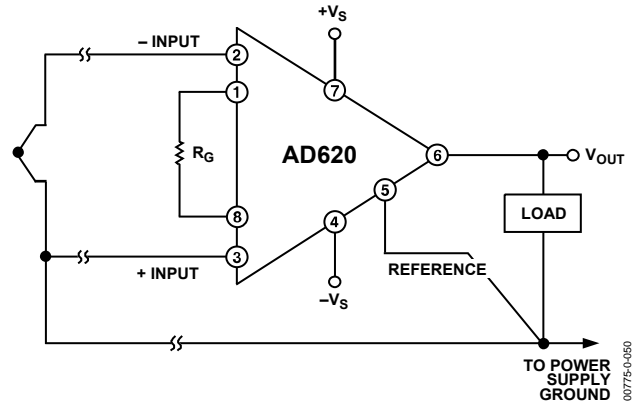 +VS
– INPUT
2
1
7
RG
AD620
6
VOUT
5
LOAD
8
4
3
REFERENCE
+ INPUT
–VS
TO POWER
SUPPLY
GROUND
00775-0-050